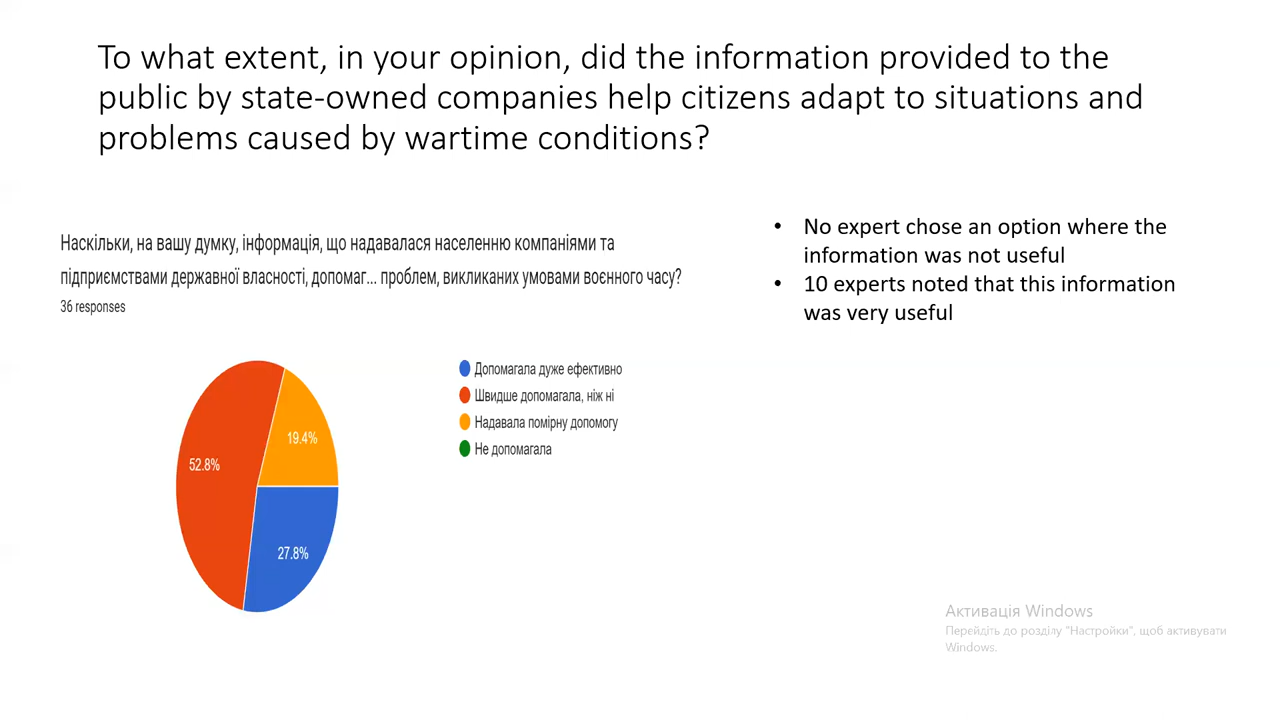 To what extent, in your opinion, did the information provided to the
public by state-owned companies help citizens adapt to situations and
problems caused by wartime conditions?
Наскільки, на вашу думку, інформація, що надавалася населенню компаніями та
підприємствами державної власності, допомаг... проблем, викликаних умовами воєнного часу?
36 responses
52.8%
19.4%
27.8%
Допомагала дуже ефективно
Швидше допомагала, ніж ні
Надавала помірну допомогу
Не допомагала
• No expert chose an option where the
information was not useful
• 10 experts noted that this information
was very useful
Активація Windows
Перейдіть до розділу "Настройки", щоб активувати
Windows.